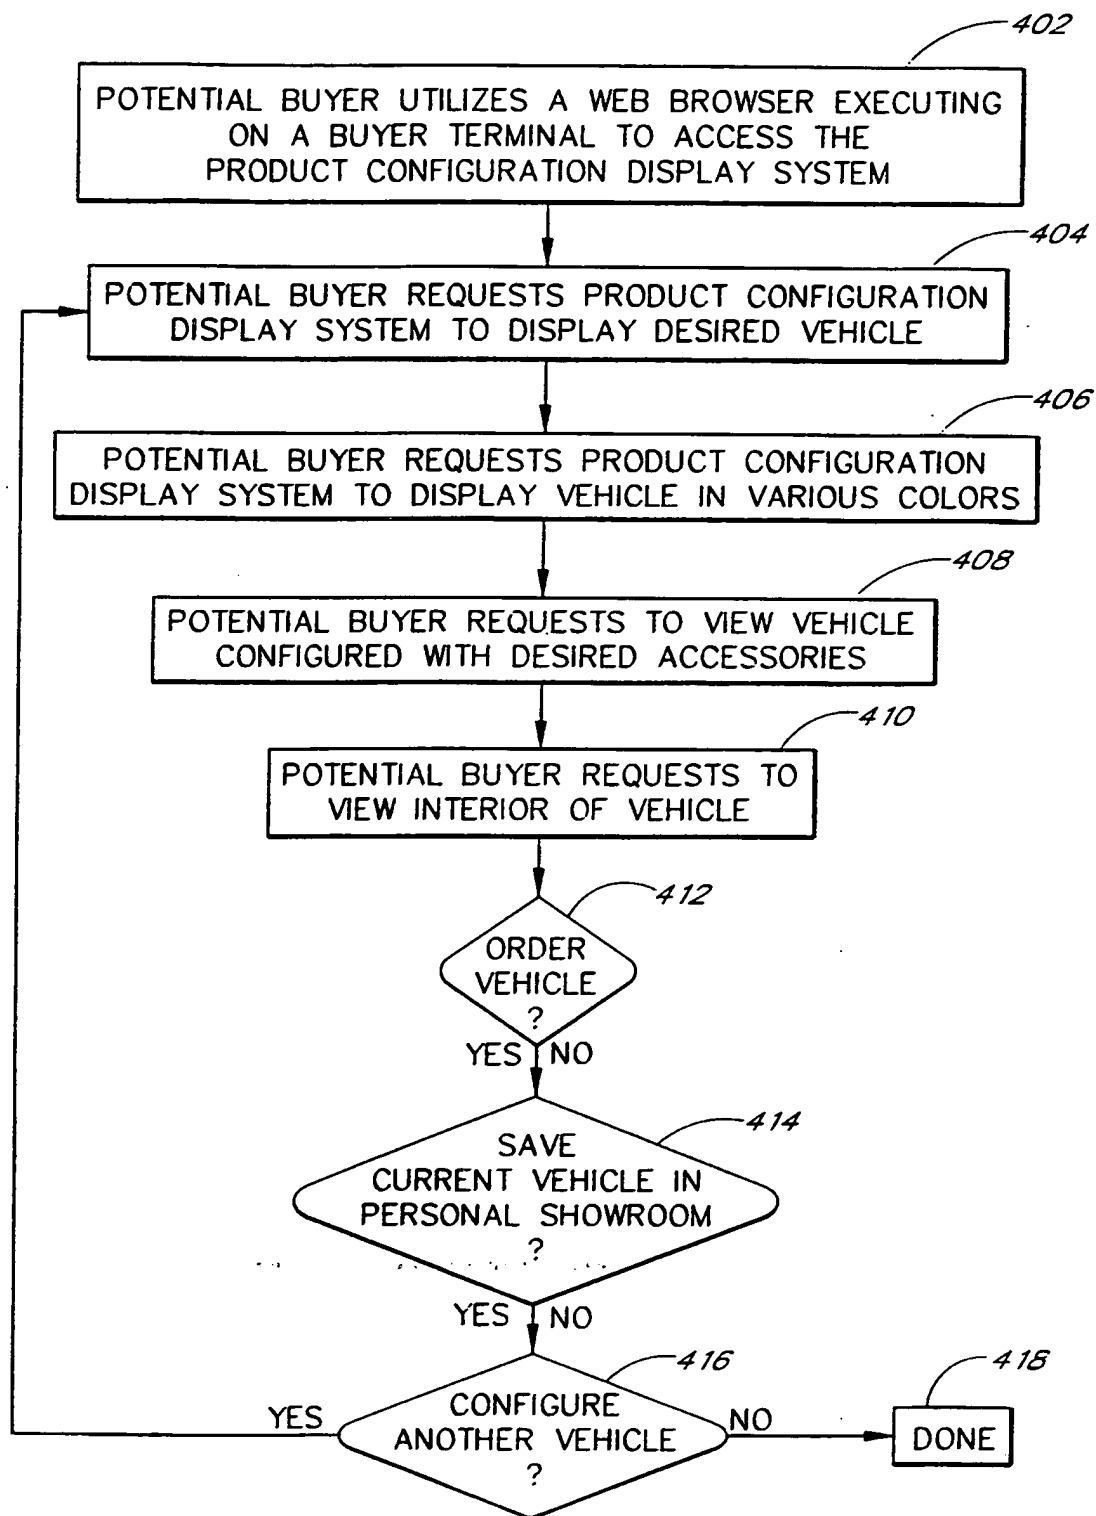 402
POTENTIAL BUYER UTILIZES A WEB BROWSER EXECUTING
ON A BUYER TERMINAL TO ACCESS THE
PRODUCT CONFIGURATION DISPLAY SYSTEM
404
POTENTIAL BUYER REQUESTS PRODUCT CONFIGURATION
DISPLAY SYSTEM TO DISPLAY DESIRED VEHICLE
406
POTENTIAL BUYER REQUESTS PRODUCT CONFIGURATION
DISPLAY SYSTEM TO DISPLAY VEHICLE IN VARIOUS COLORS
408
POTENTIAL BUYER REQUESTS TO VIEW VEHICLE
CONFIGURED WITH DESIRED ACCESSORIES
410
POTENTIAL BUYER REQUESTS TO
VIEW INTERIOR OF VEHICLE
412
ORDER
VEHICLE
?
YES NO
414
SAVE
CURRENT VEHICLE IN
PERSONAL SHOWROOM
?
YES NO
416
418
CONFIGURE
ANOTHER VEHICLE
?
YES
NO
DONE